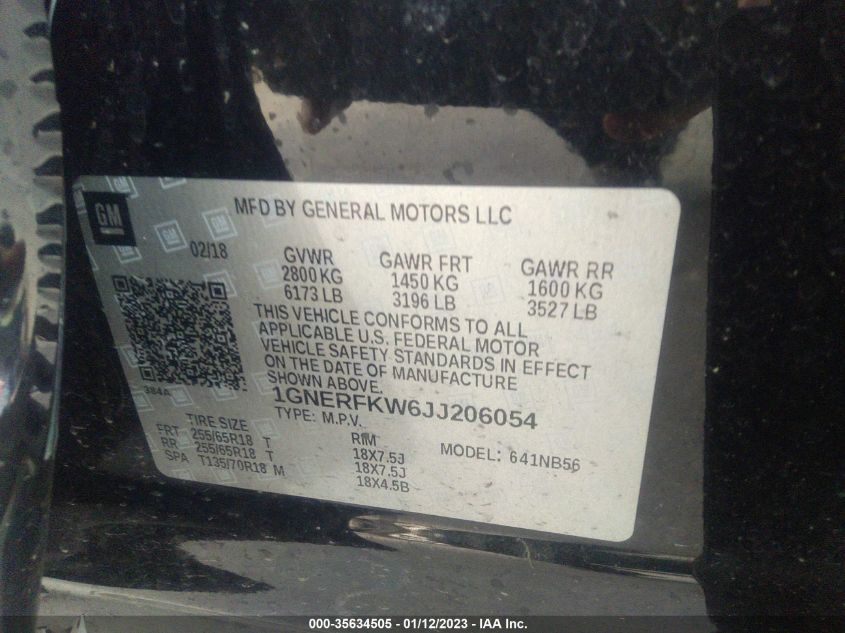 GM
MFD BY GENERAL MOTORS LLC
02/18
GVWR
2800 KG
6173 LB
GAWR FRT
1450 KG
3196 LB
GAWR RR
1600 KG
3527 LB
THIS VEHICLE CONFORMS TO ALL
APPLICABLE U.S. FEDERAL MOTOR
VEHICLE SAFETY STANDARDS IN EFFECT
ON THE DATE OF MANUFACTURE
SHOWN ABOVE.
384A
1GNERFKW6JJ206054
TYPE: M.P.V.
MODEL: 641NB56
TIRE SIZE RIM
FRT 255/65R18 T 18X7.5J
RR 255/65R18 T 18X7.5J
SPA T135/70R18 M 18X4.5B
000-35634505 - 01/12/2023 - IAA Inc.